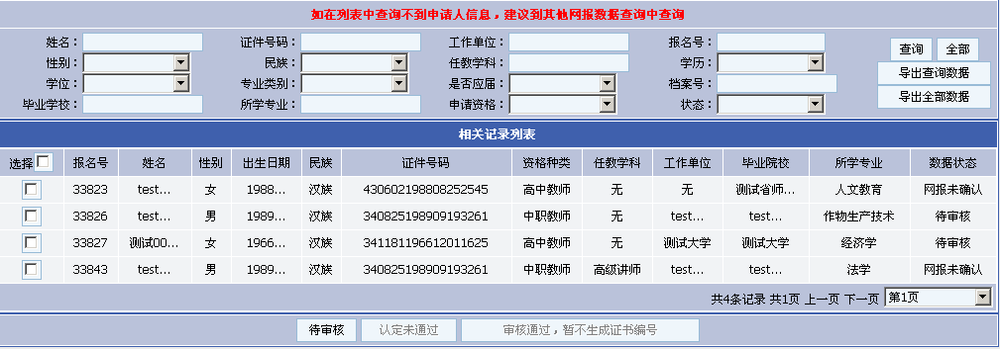 如在列表中查询不到申请人信息，建议到其他网报数据查询中查询
姓名： 证件号码： 工作单位： 报名号： 查询 全部
性别： 民族： 任教学科： 学历： 导出查询数据
学位： 专业类别： 是否应届： 档案号： 导出全部数据
毕业学校： 所学专业： 申请资格： 状态：
相关记录列表
选择 报名号 姓名 性别 出生日期 民族 证件号码 资格种类 任教学科 工作单位 毕业院校 所学专业 数据状态
33823 test... 女 1988... 汉族 430602198808252545 高中教师 无 无 测试省师... 人文教育 网报未确认
33826 test... 男 1989... 汉族 340825198909193261 中职教师 无 test... test... 作物生产技术 待审核
33827 测试00... 女 1966... 汉族 341181196612011625 高中教师 无 测试大学 测试大学 经济学 待审核
33843 test... 男 1989... 汉族 340825198909193261 中职教师 高级讲师 test... test... 法学 网报未确认
共4条记录 共1页 上一页 下一页 第1页
待审核 认定未通过 审核通过，暂不生成证书编号